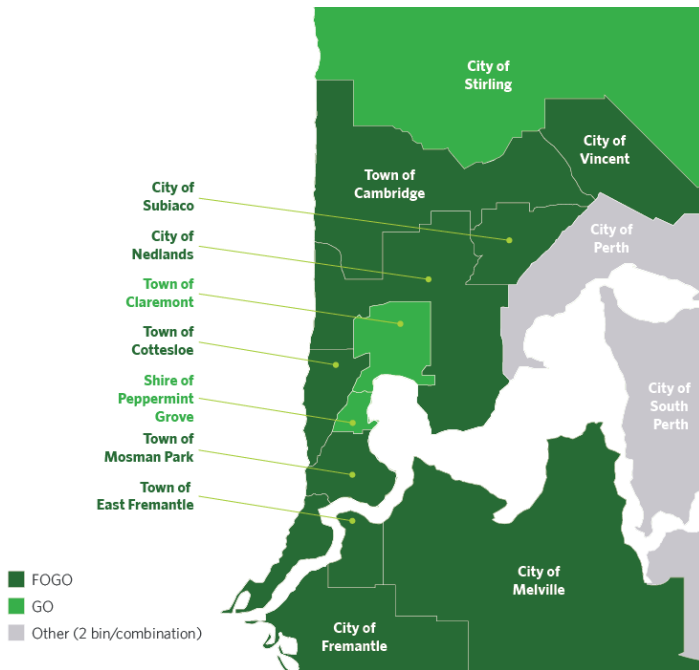 City of
Stirling
City of
Vincent
Town of
Cambridge
City of
Subiaco
City of
Perth
City of
Nedlands
Town of
Claremont
Town of
Cottesloe
Shire of
Peppermint
Grove
City of
South
Perth
Town of
Mosman Park
Town of
East Fremantle
City of
Melville
City of
Fremantle
FOGO
GO
Other (2 bin/combination)